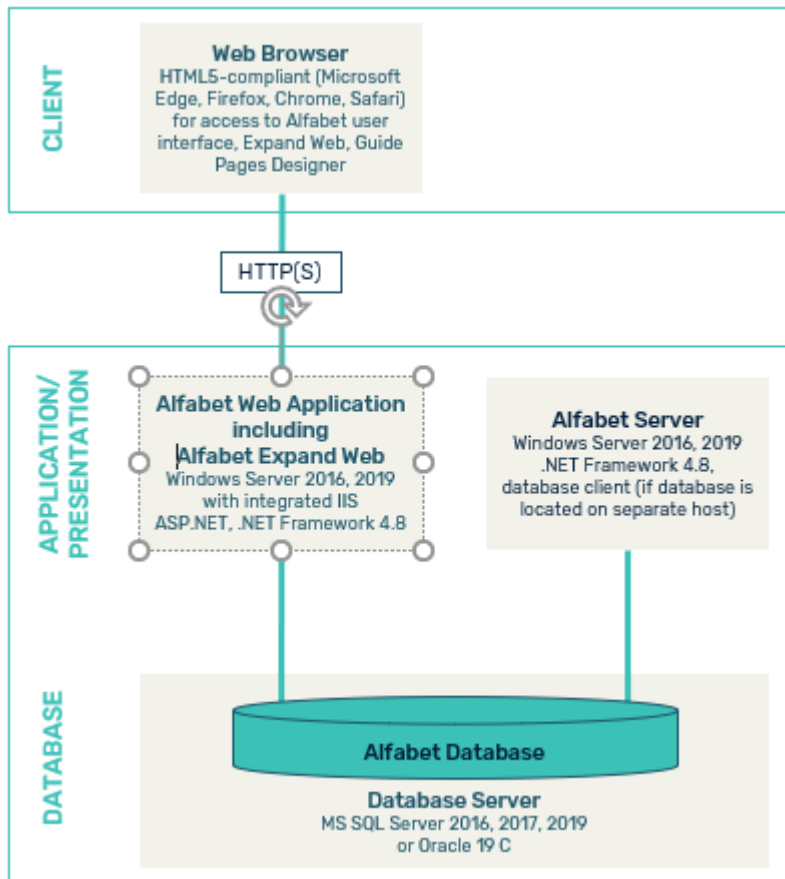 CLIENT
Web Browser
HTML5-compliant (Microsoft
Edge, Firefox, Chrome, Safari)
for access to Alfabet user
interface, Expand Web, Guide
Pages Designer
HTTP(S)
APPLICATION/
PRESENTATION
Alfabet Web Application
including
Alfabet Expand Web
Windows Server 2016, 2019
with integrated IIS
ASP.NET, .NET Framework 4.8
Alfabet Server
Windows Server 2016, 2019
.NET Framework 4.8,
database client (if database is
located on separate host)
DATABASE
Alfabet Database
Database Server
MS SQL Server 2016, 2017, 2019
or Oracle 19 C